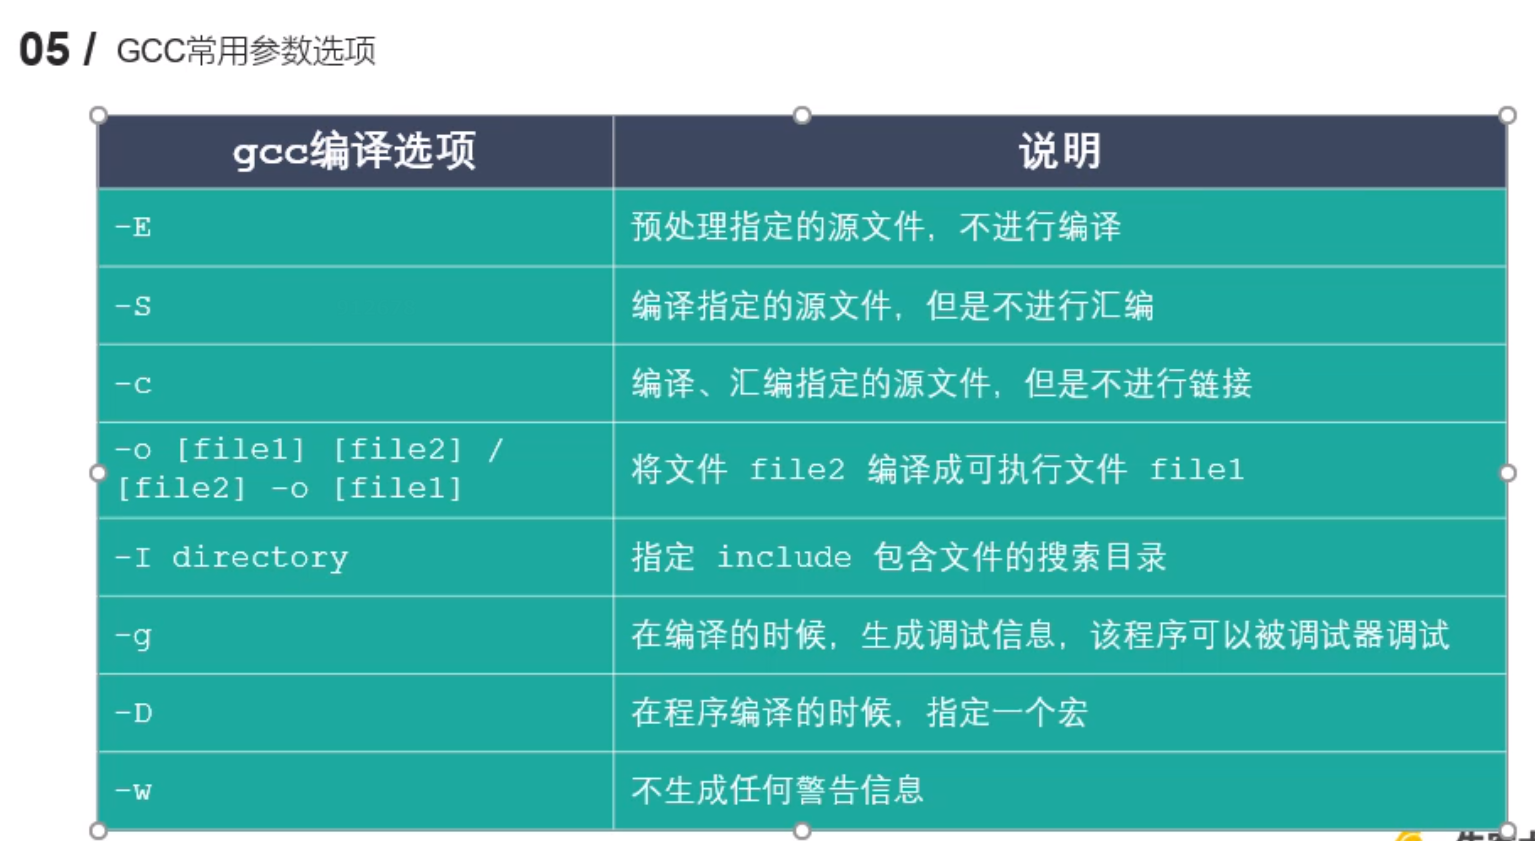 05 / GCC常用参数选项
gcc编译选项 说明
-E 预处理指定的源文件，不进行编译
-S 编译指定的源文件，但是不进行汇编
-c 编译、汇编指定的源文件，但是不进行链接
-o [file1] [file2] /
[file2] -o [file1]
将文件 file2 编译成可执行文件 file1
-I directory 指定 include 包含文件的搜索目录
-g 在编译的时候，生成调试信息，该程序可以被调试器调试
-D 在程序编译的时候，指定一个宏
-w 不生成任何警告信息